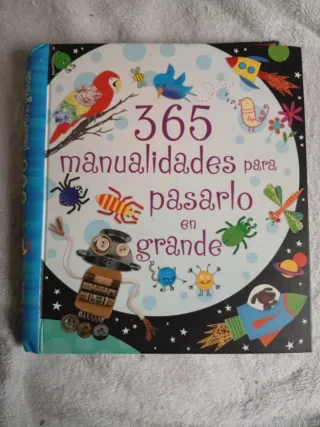 365
manualidades para
pasarlo
en
grande